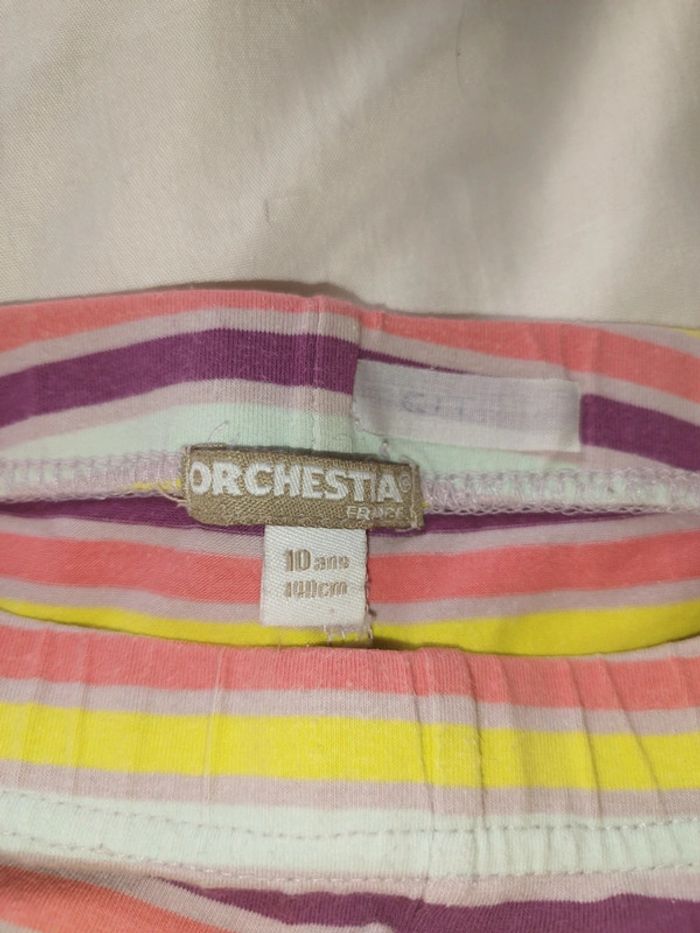 ORCHESTRA®
FRANCE
10 ans
140cm